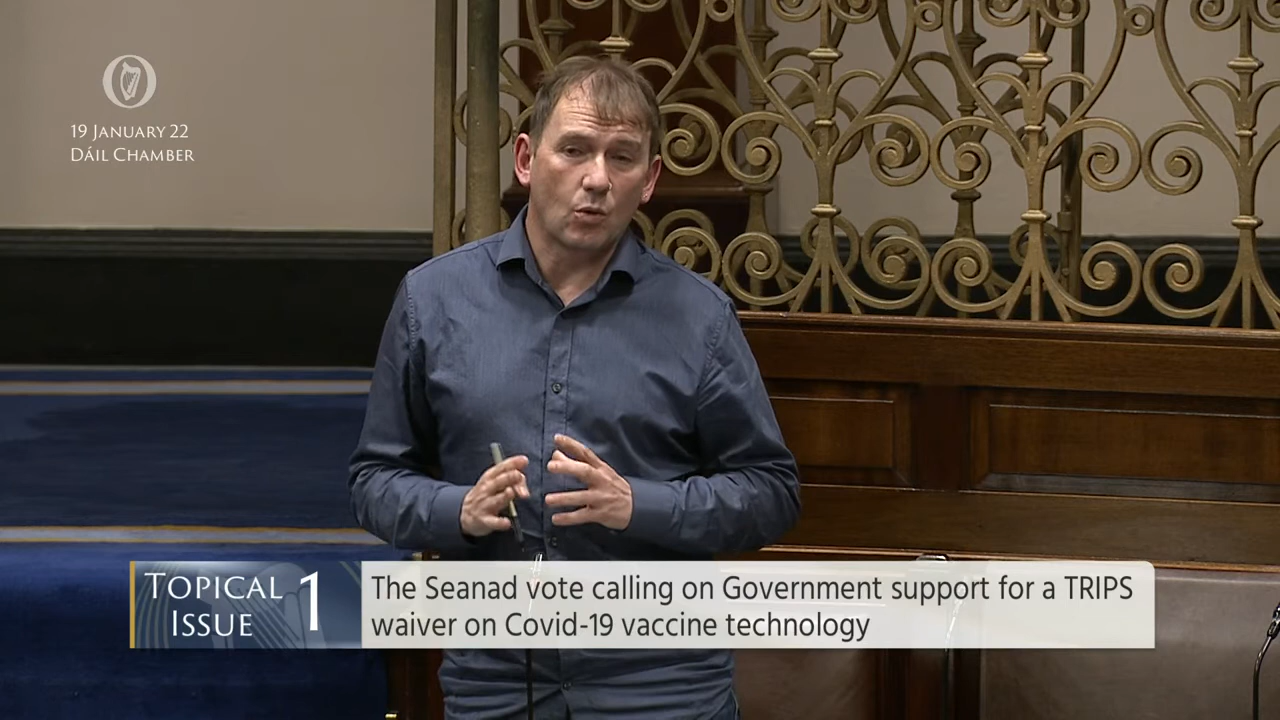 19 January 22
Dáil Chamber
Topical
Issue
1
The Seanad vote calling on Government support for a TRIPS
waiver on Covid-19 vaccine technology